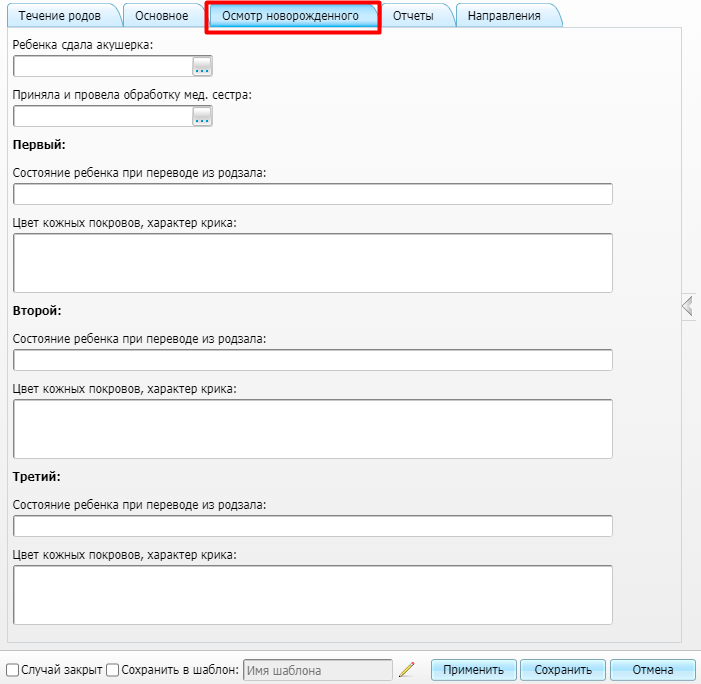 Течение родов Основное Осмотр новорожденного Отчеты Направления
Ребенка сдала акушерка:
...
Приняла и провела обработку мед. сестра:
...
Первый:
Состояние ребенка при переводе из родзала:
Цвет кожных покровов, характер крика:
Второй:
Состояние ребенка при переводе из родзала:
Цвет кожных покровов, характер крика:
Третий:
Состояние ребенка при переводе из родзала:
Цвет кожных покровов, характер крика:
Случай закрыт Сохранить в шаблон: Имя шаблона Применить Сохранить Отмена